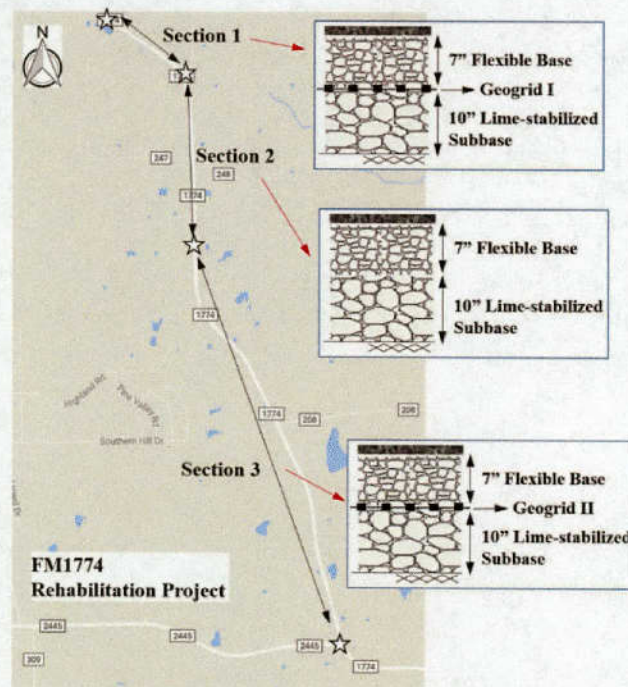 N
Section 1
7” Flexible Base
Geogrid I
10” Lime-stabilized
Subbase
247
Section 2
248
1774
7” Flexible Base
10” Lime-stabilized
Subbase
1774
Highland Rd
Pine Valley Rd
Southern Hill Dr
1774
208
208
Section 3
7” Flexible Base
Geogrid II
10” Lime-stabilized
Subbase
FM1774
Rehabilitation Project
2445
2445
2445
309
1774